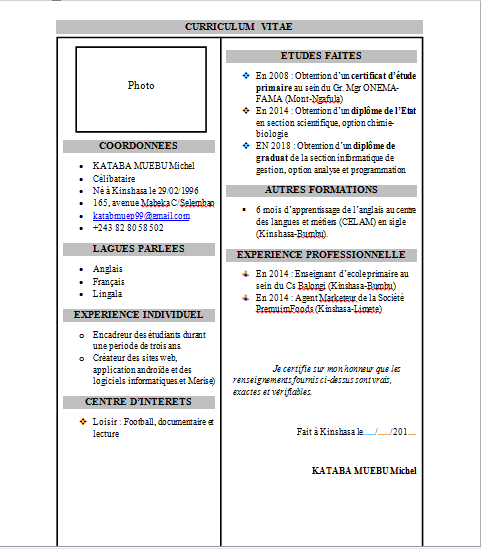 CURRICULUM VITAE
Photo
COORDONNEES
KATABA MUEBU Michel
Célibataire
Né à Kinshasa le 29/02/1996
165, avenue Mabeka C/Selembao
katabmuep99@gmail.com
+243 82 80 58 502
LAGUES PARLEES
Anglais
Français
Lingala
EXPERIENCE INDIVIDUEL
Encadreur des étudiants durant
une période de trois ans.
Créateur des sites web,
application androïde et des
logiciels informatiques et Merise)
CENTRE D’INTERETS
Loisir : Football, documentaire et
lecture
ETUDES FAITES
En 2008 : Obtention d’un certificat d’étude
primaire au sein du Gr. Mgr ONEMA-
FAMA (Mont-Ngafula)
En 2014 : Obtention d’un diplôme de l’Etat
en section scientifique, option chimie-
biologie
EN 2018 : Obtention d’un diplôme de
graduat de la section informatique de
gestion, option analyse et programmation
AUTRES FORMATIONS
6 mois d’apprentissage de l’anglais au centre
des langues et métiers (CELAM) en sigle
(Kinshasa-Bumbu).
EXPERIENCE PROFESSIONNELLE
En 2014 : Enseignant d’école primaire au
sein du Cs Balongi (Kinshasa-Bumbu)
En 2014 : Agent Marketeur de la Société
PremuimFoods (Kinshasa-Limete)
Je certifie sur mon honneur que les
renseignements fournis ci-dessus sont vrais,
exactes et vérifiables.
Fait à Kinshasa le___/___/201__
KATABA MUEBU Michel